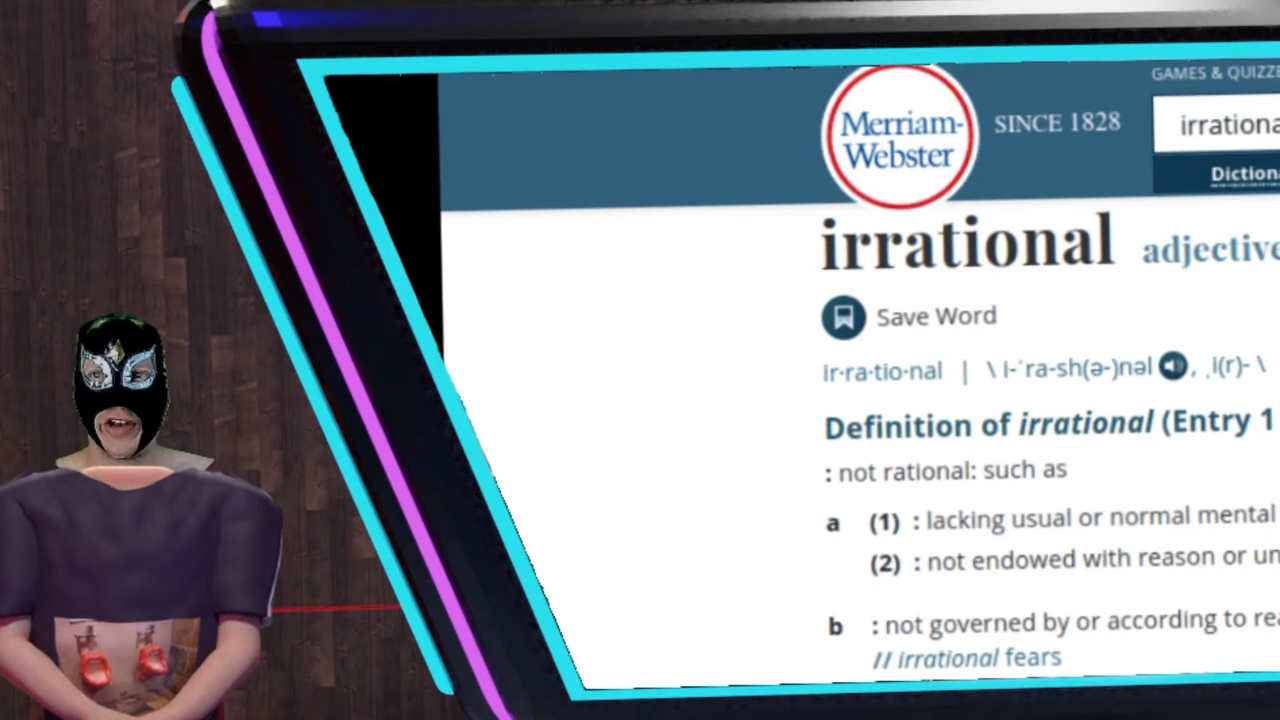 GAMES & QUIZZE
Merriam-
Webster
SINCE 1828
irrationa
Diction
irrational adjective
Save Word
ir·ra·tio·nal | \ i-ˈra-sh(ə-)nəl , ˌi(r)- \
Definition of irrational (Entry 1
: not rational: such as
a (1) : lacking usual or normal mental
(2) : not endowed with reason or un
b : not governed by or according to rea
// irrational fears